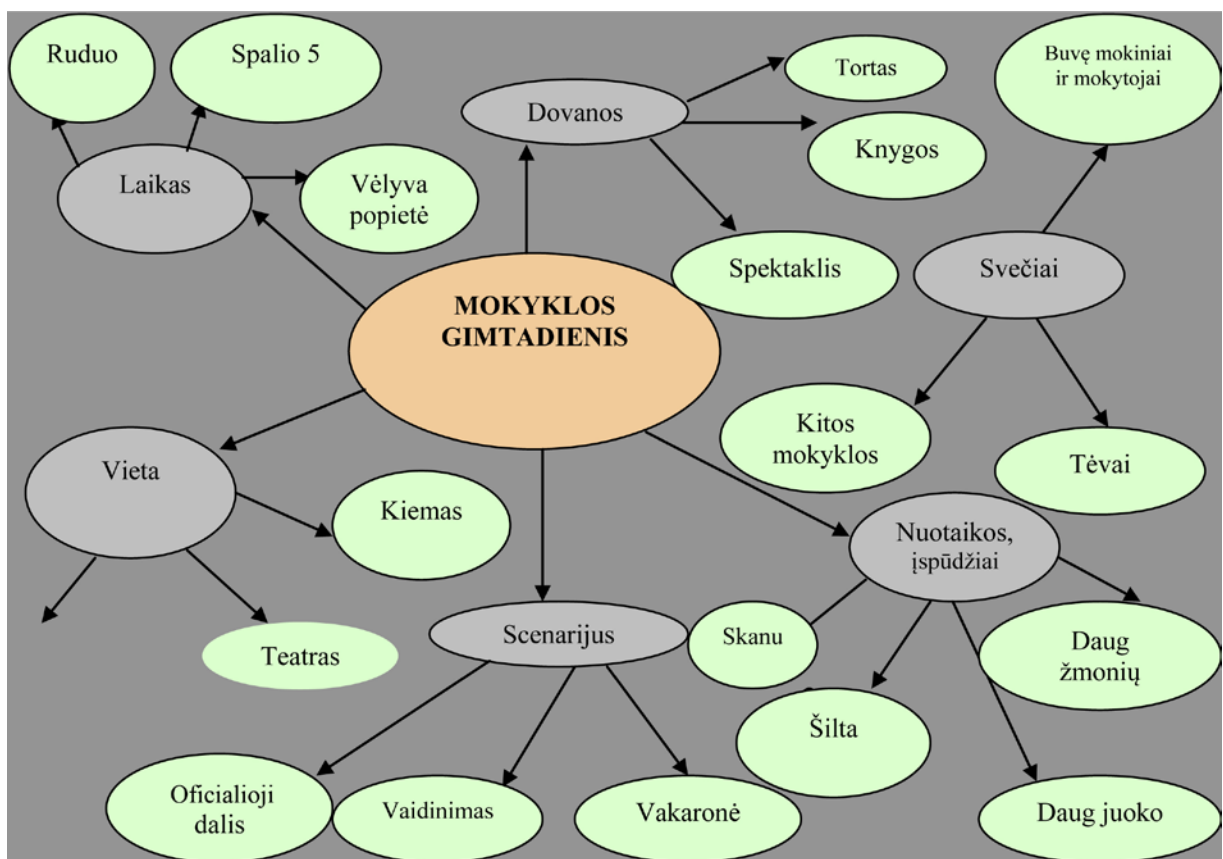 Ruduo
Spalio 5
Laikas
Vėlyva
popietė
Dovanos
Tortas
Knygos
Spektaklis
Buvę mokiniai
ir mokytojai
Svečiai
Kitos
mokyklos
Tėvai
MOKYKLOS
GIMTADIENIS
Vieta
Kiemas
Teatras
Scenarijus
Oficialioji
dalis
Vaidinimas
Vakaronė
Nuotaikos,
įspūdžiai
Skanu
Šilta
Daug
žmonių
Daug juoko